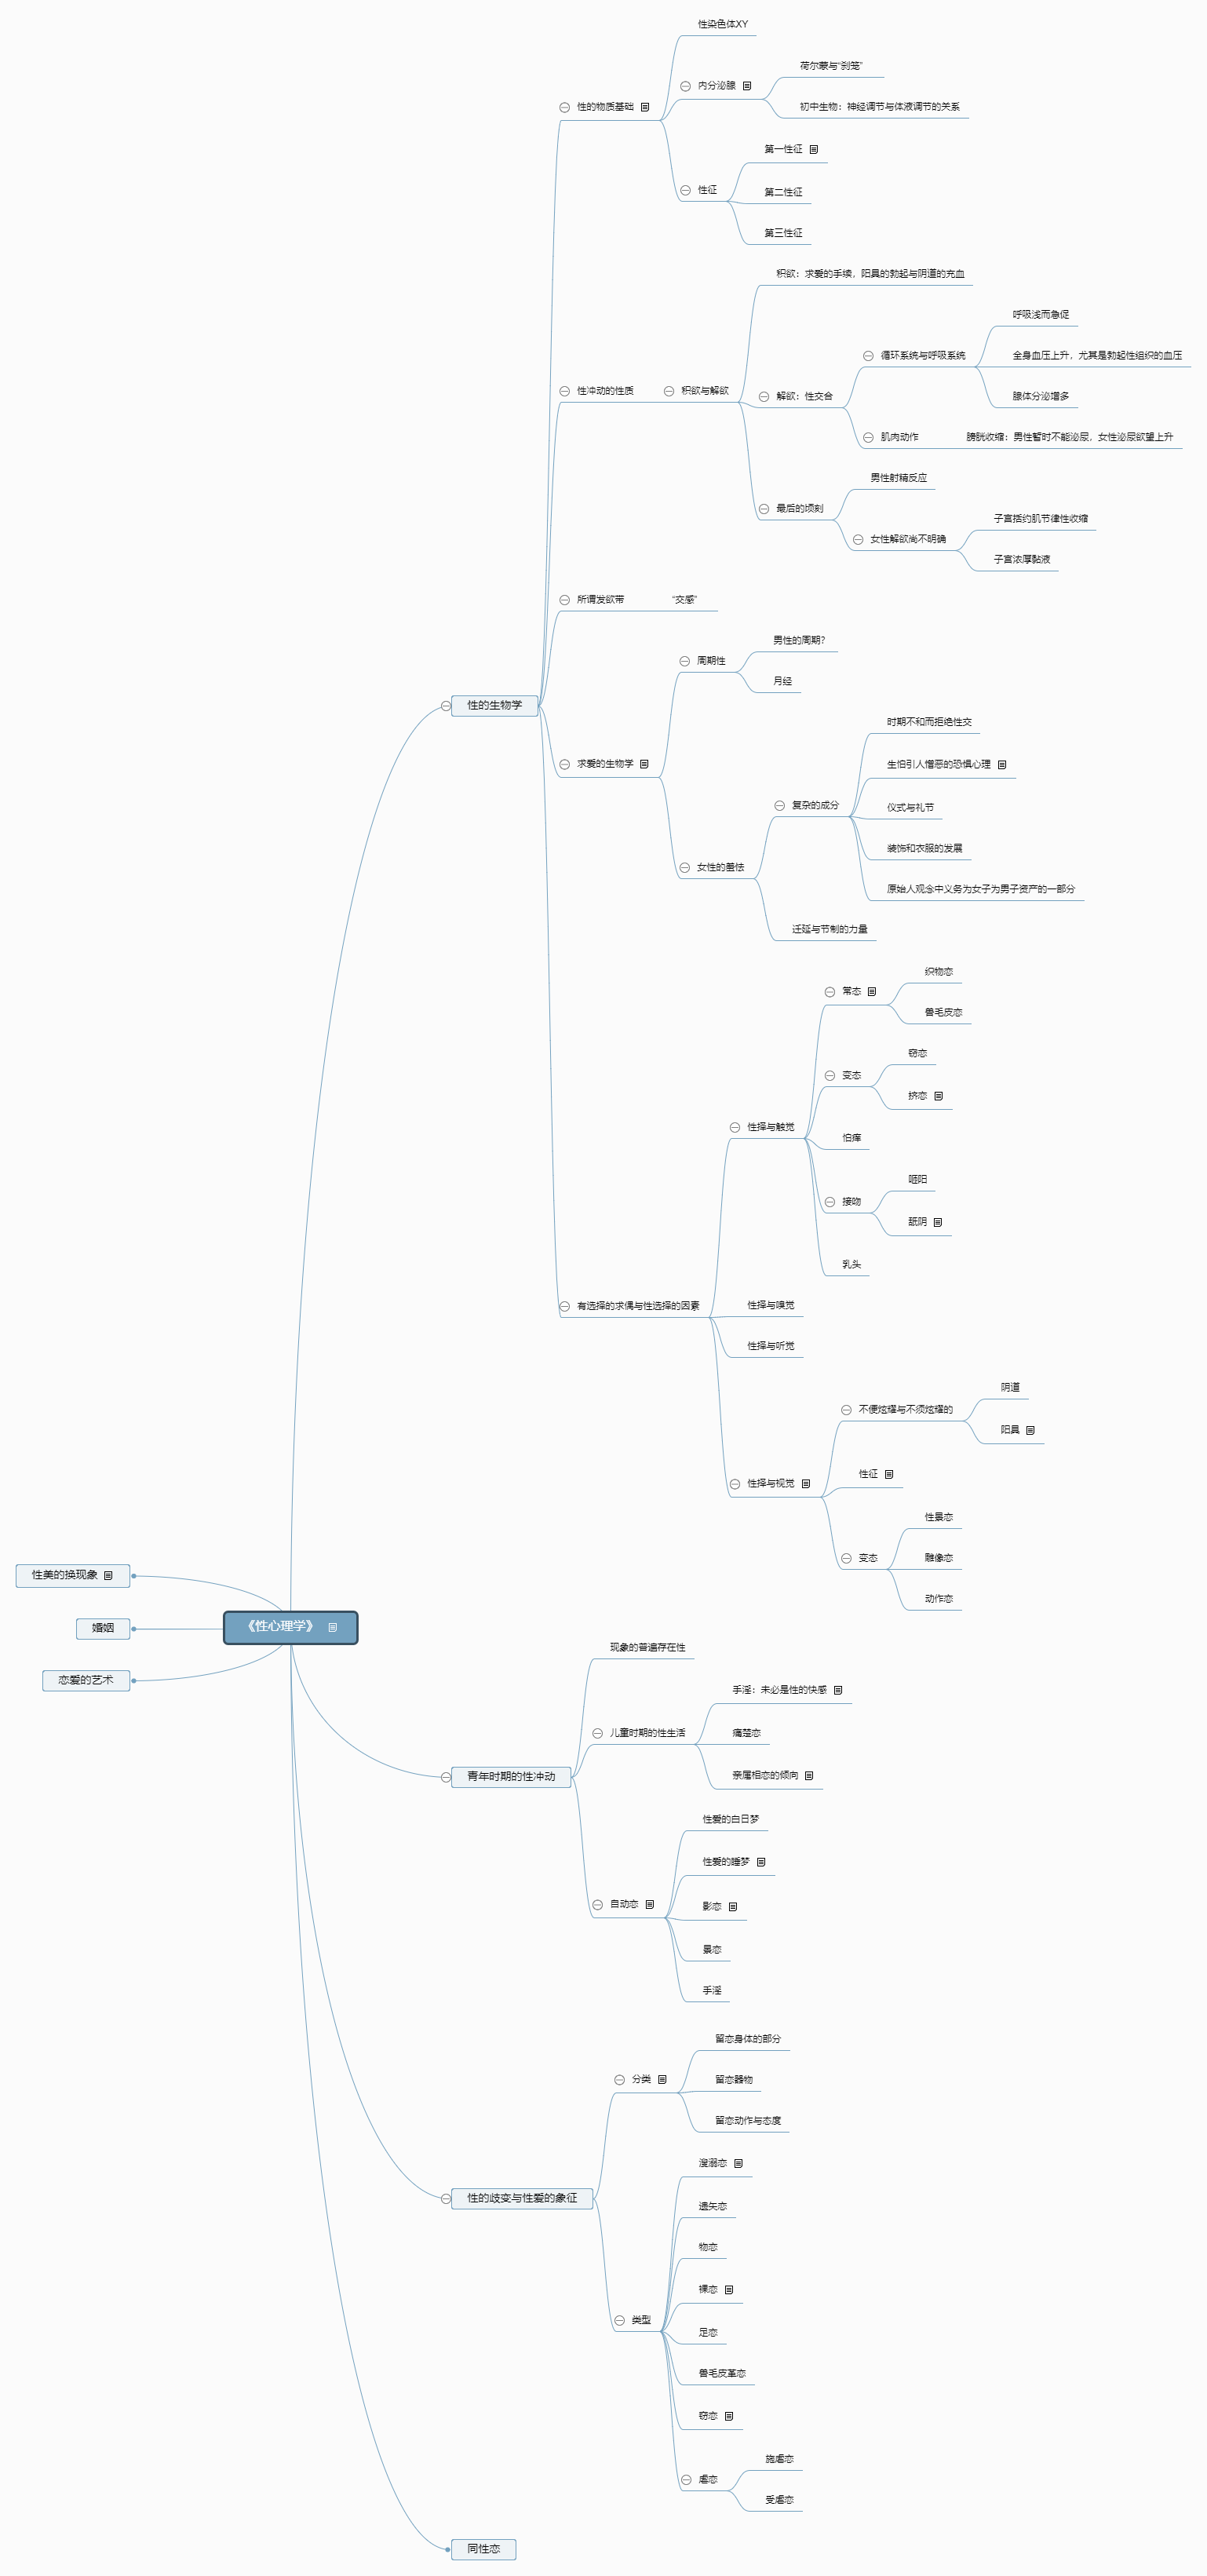 《性心理学》
性的生物学
性的物质基础
性染色体XY
内分泌腺
荷尔蒙与“刹笼”
初中生物：神经调节与体液调节的关系
性征
第一性征
第二性征
第三性征
性冲动的性质
积欲与解欲
积欲：求爱的手续，阳具的勃起与阴道的充血
解欲：性交合
循环系统与呼吸系统
呼吸浅而急促
全身血压上升，尤其是勃起性组织的血压
腺体分泌增多
肌肉动作
膀胱收缩：男性暂时不能泌尿，女性泌尿欲望上升
最后的顷刻
男性射精反应
女性解欲尚不明确
子宫括约肌节律性收缩
子宫浓厚黏液
所谓发欲带
“交感”
求爱的生物学
周期性
男性的周期？
月经
女性的羞怯
复杂的成分
时期不和而拒绝性交
生怕引人憎恶的恐惧心理
仪式与礼节
装饰和衣服的发展
原始人观念中义务为女子为男子资产的一部分
迁延与节制的力量
有选择的求偶与性选择的因素
性择与触觉
常态
织物恋
兽毛皮恋
变态
窃恋
挤恋
怕痒
接吻
咂阳
舐阴
乳头
性择与嗅觉
性择与听觉
性择与视觉
不便炫耀与不须炫耀的
阴道
阳具
性征
变态
性景恋
雕像恋
动作恋
青年时期的性冲动
现象的普遍存在性
儿童时期的性生活
手淫：未必是性的快感
痛楚恋
亲属相恋的倾向
自动恋
性爱的白日梦
性爱的睡梦
影恋
景恋
手淫
性的歧变与性爱的象征
分类
留恋身体的部分
留恋器物
留恋动作与态度
类型
溲溺恋
遗矢恋
物恋
裸恋
足恋
兽毛皮革恋
窃恋
虐恋
施虐恋
受虐恋
同性恋
性美的换现象
婚姻
恋爱的艺术